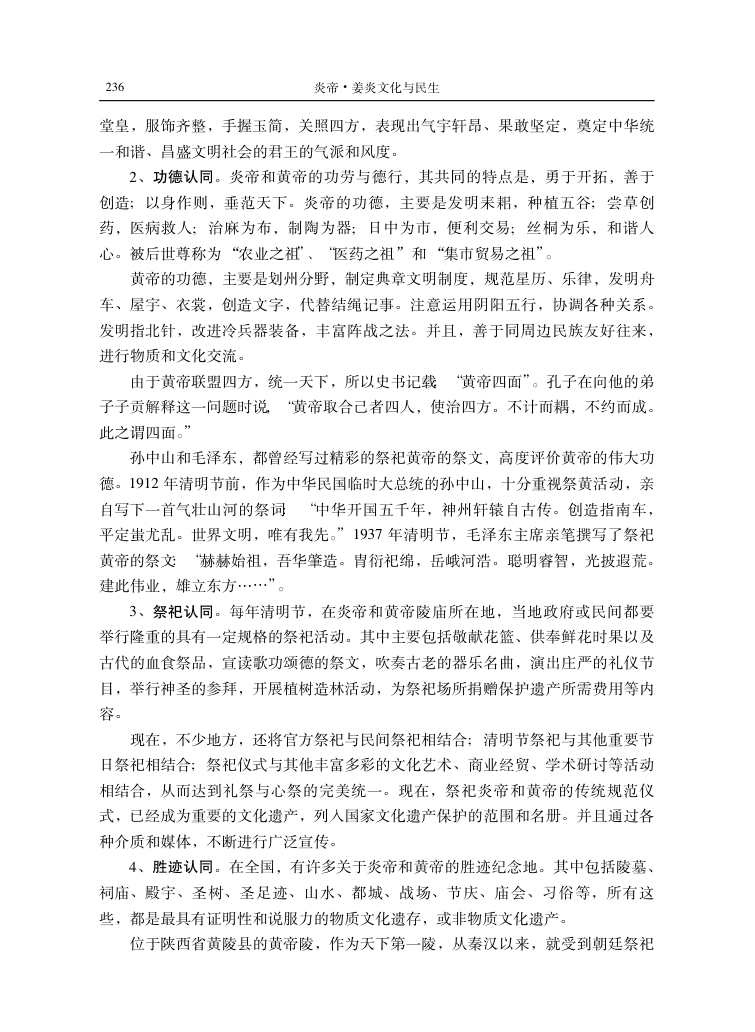 236
炎帝·姜炎文化与民生
堂皇，服饰齐整，手握玉简，关照四方，表现出气宇轩昂、果敢坚定，奠定中华统
一和谐、昌盛文明社会的君王的气派和风度。
2、功德认同。炎帝和黄帝的功劳与德行，其共同的特点是，勇于开拓，善于
创造；以身作则，垂范天下。炎帝的功德，主要是发明耒耜，种植五谷；尝草创
药，医病救人；治麻为布，制陶为器；日中为市，便利交易；丝桐为乐，和谐人
心。被后世尊称为“农业之祖”、“医药之祖”和“集市贸易之祖”。
黄帝的功德，主要是划州分野，制定典章文明制度，规范星历、乐律，发明舟
车、屋宇、衣裳，创造文字，代替结绳记事。注意运用阴阳五行，协调各种关系。
发明指北针，改进冷兵器装备，丰富阵战之法。并且，善于同周边民族友好往来，
进行物质和文化交流。
由于黄帝联盟四方，统一天下，所以史书记载：“黄帝四面”。孔子在向他的弟
子子贡解释这一问题时说，“黄帝取合己者四人，使治四方。不计而耦，不约而成。
此之谓四面。”
孙中山和毛泽东，都曾经写过精彩的祭祀黄帝的祭文，高度评价黄帝的伟大功
德。1912 年清明节前，作为中华民国临时大总统的孙中山，十分重视祭黄活动，亲
自写下一首气壮山河的祭词：“中华开国五千年，神州轩辕自古传。创造指南车，
平定蚩尤乱。世界文明，唯有我先。”1937 年清明节，毛泽东主席亲笔撰写了祭祀
黄帝的祭文：“赫赫始祖，吾华肇造。胄衍祀绵，岳峨河浩。聪明睿智，光披遐荒。
建此伟业，雄立东方……”。
3、祭祀认同。每年清明节，在炎帝和黄帝陵庙所在地，当地政府或民间都要
举行隆重的具有一定规格的祭祀活动。其中主要包括敬献花篮、供奉鲜花时果以及
古代的血食祭品，宣读歌功颂德的祭文，吹奏古老的器乐名曲，演出庄严的礼仪节
目，举行神圣的参拜，开展植树造林活动，为祭祀场所捐赠保护遗产所需费用等内
容。
现在，不少地方，还将官方祭祀与民间祭祀相结合；清明节祭祀与其他重要节
日祭祀相结合；祭祀仪式与其他丰富多彩的文化艺术、商业经贸、学术研讨等活动
相结合，从而达到礼祭与心祭的完美统一。现在，祭祀炎帝和黄帝的传统规范仪
式，已经成为重要的文化遗产，列入国家文化遗产保护的范围和名册。并且通过各
种介质和媒体，不断进行广泛宣传。
4、胜迹认同。在全国，有许多关于炎帝和黄帝的胜迹纪念地。其中包括陵墓、
祠庙、殿宇、圣树、圣足迹、山水、都城、战场、节庆、庙会、习俗等，所有这
些，都是最具有证明性和说服力的物质文化遗存，或非物质文化遗产。
位于陕西省黄陵县的黄帝陵，作为天下第一陵，从秦汉以来，就受到朝廷祭祀